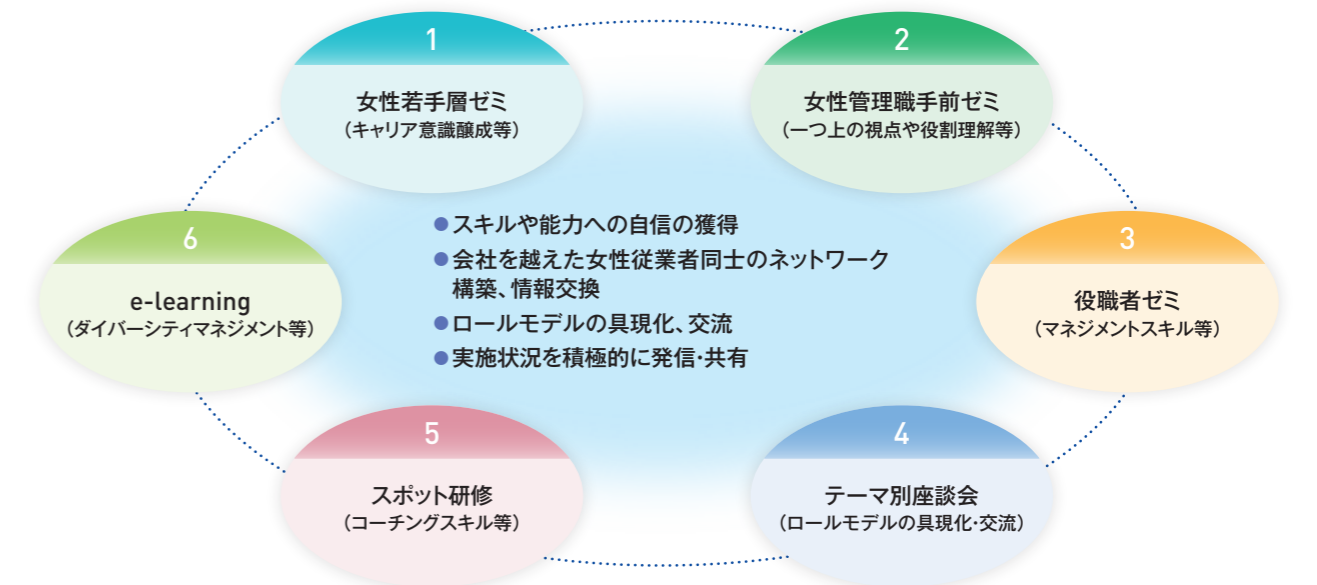 1
女性若手層ゼミ
（キャリア意識醸成等）
2
女性管理職手前ゼミ
（一つ上の視点や役割理解等）
3
役職者ゼミ
（マネジメントスキル等）
4
テーマ別座談会
（ロールモデルの具現化・交流）
5
スポット研修
（コーチングスキル等）
6
e-learning
（ダイバーシティマネジメント等）
●スキルや能力への自信の獲得
●会社を越えた女性従業者同士のネットワーク
構築、情報交換
●ロールモデルの具現化、交流
●実施状況を積極的に発信・共有